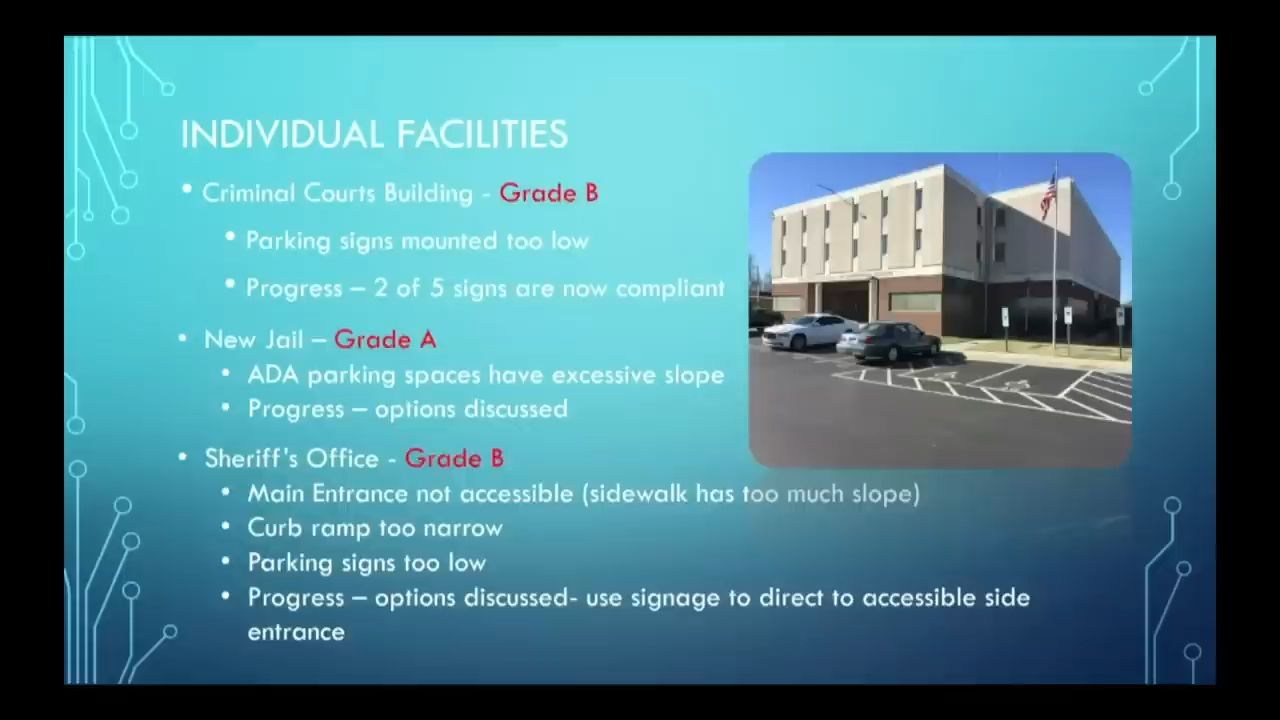 INDIVIDUAL FACILITIES
• Criminal Courts Building - Grade B
• Parking signs mounted too low
• Progress – 2 of 5 signs are now compliant
• New Jail – Grade A
• ADA parking spaces have excessive slope
• Progress – options discussed
• Sheriff's Office - Grade B
• Main Entrance not accessible (sidewalk has too much slope)
• Curb ramp too narrow
• Parking signs too low
• Progress – options discussed- use signage to direct to accessible side
entrance